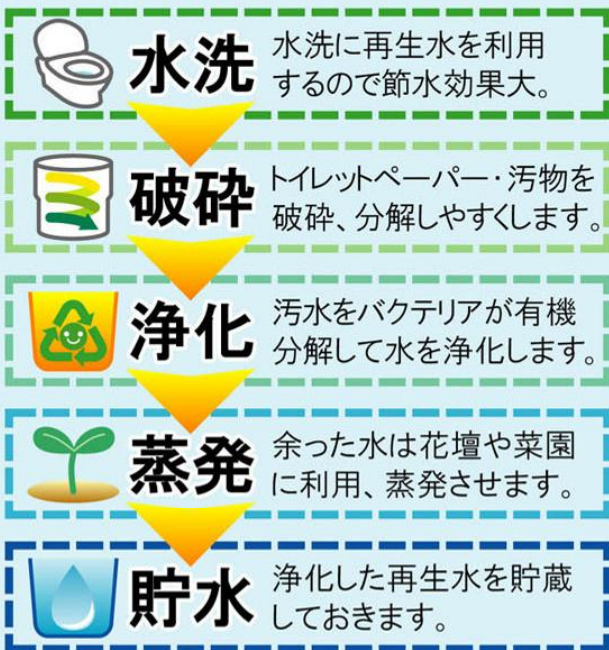 水洗
水洗に再生水を利用
するので節水効果大。
破砕
トイレットペーパー・汚物を
破砕、分解しやすくします。
浄化
汚水をバクテリアが有機
分解して水を浄化します。
蒸発
余った水は花壇や菜園
に利用、蒸発させます。
貯水
浄化した再生水を貯蔵
しておきます。